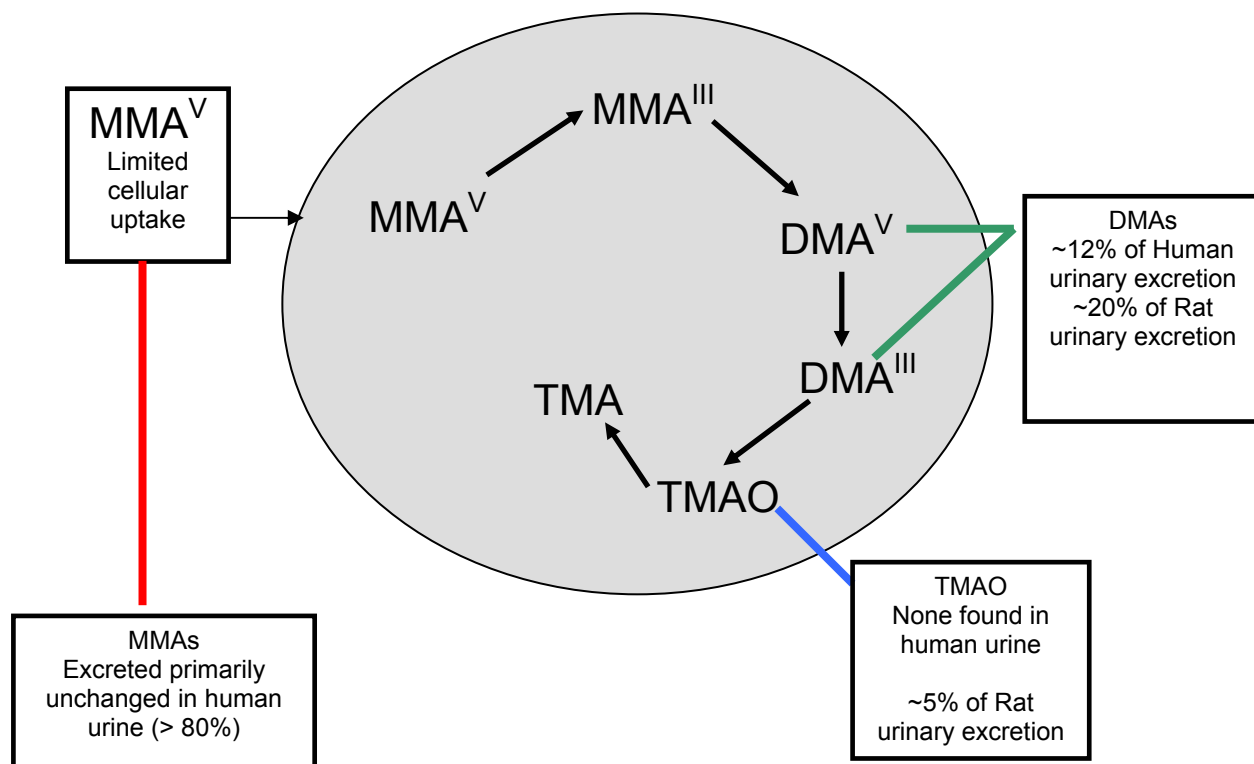 MMA^V
Limited
cellular
uptake
MMA^III
MMA^V
DMA^V
DMA^III
TMA
TMAO
DMAs
~12% of Human
urinary excretion
~20% of Rat
urinary excretion
MMAs
Excreted primarily
unchanged in human
urine (> 80%)
TMAO
None found in
human urine
~5% of Rat
urinary excretion